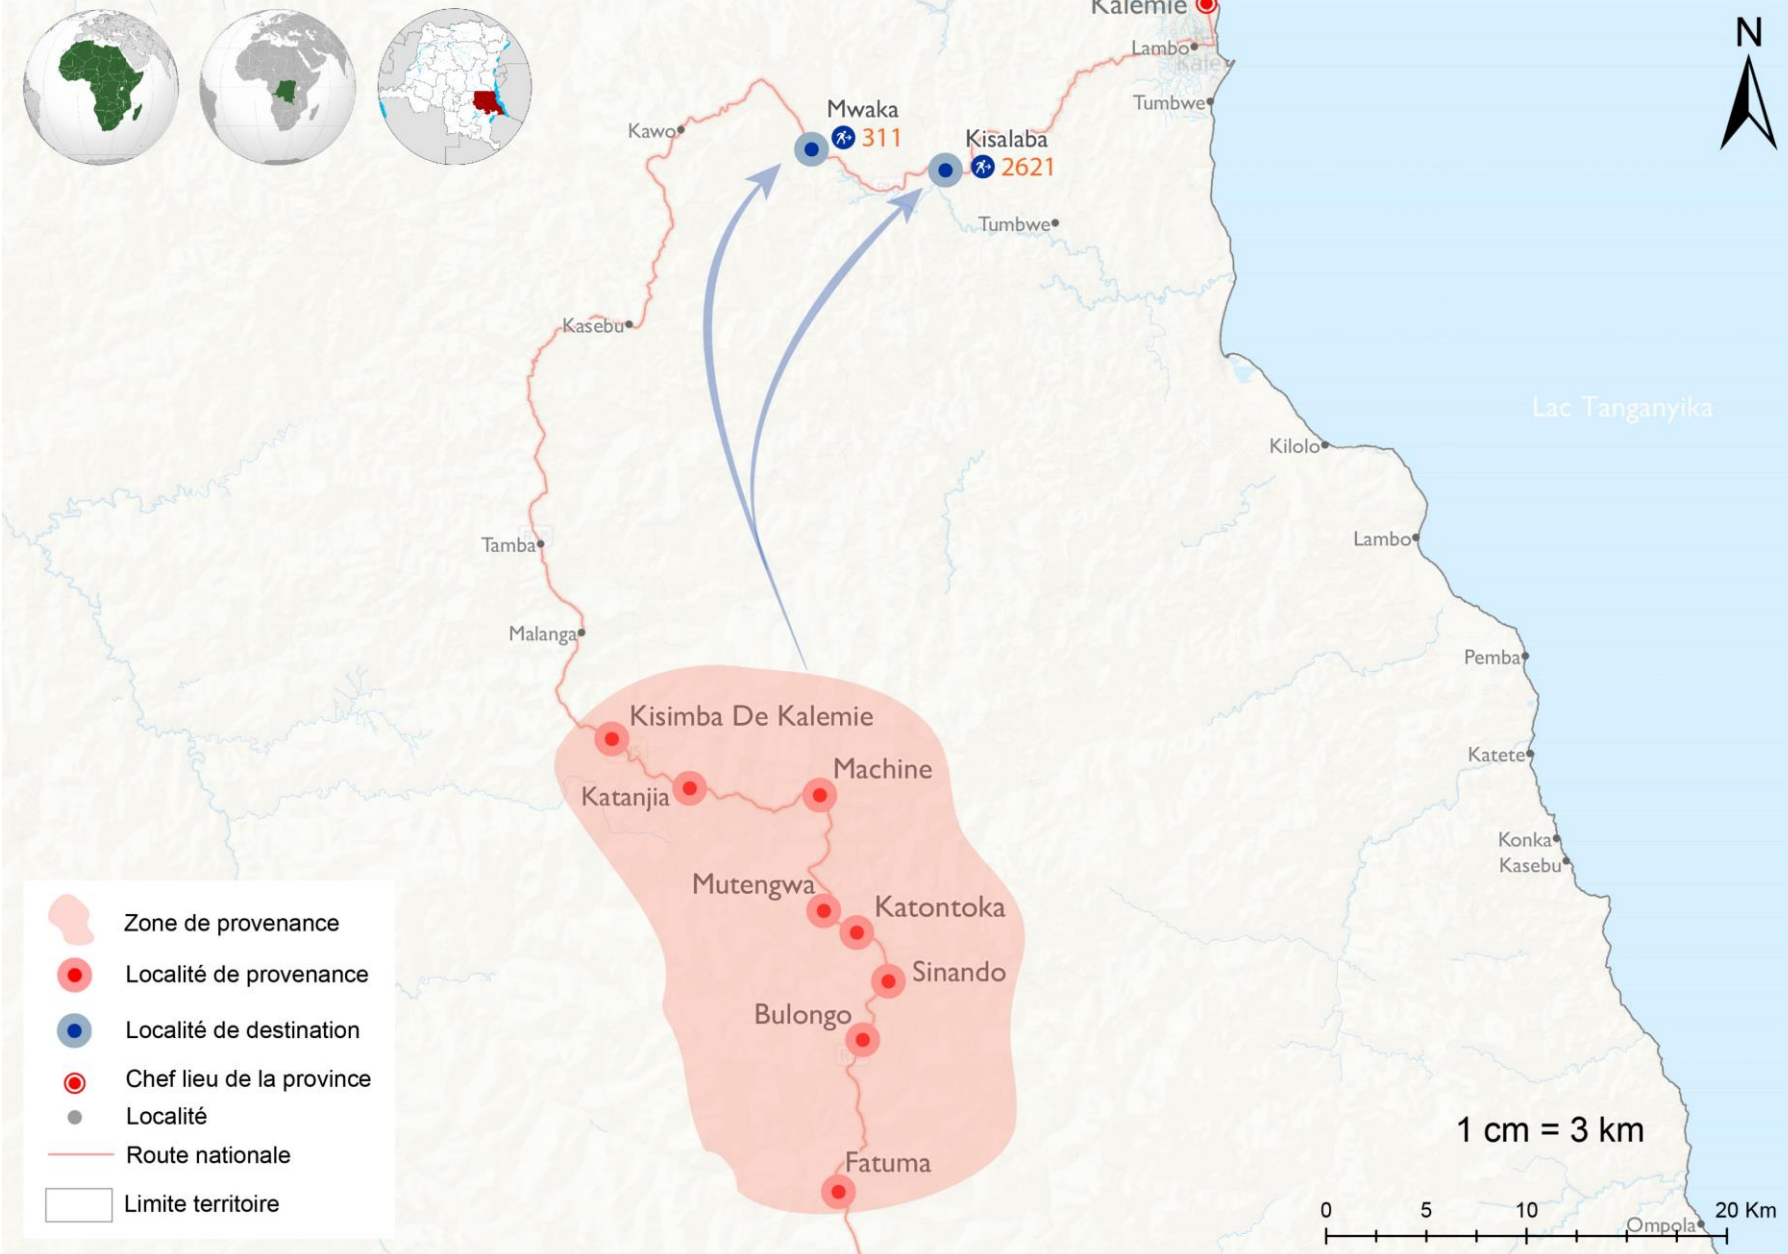 Kalemie
N
Lambo
Tumbwe
Mwaka
311
Kisalaba
2621
Kawo
Tumbwe
Kasebu
Lac Tanganyika
Kilolo
Tamba
Lambo
Malanga
Pemba
Kisimba De Kalemie
Katete
Machine
Katanjia
Konka
Kasebu
Mutengwa
Katontoka
Sinando
Bulongo
Fatuma
Zone de provenance
Localité de provenance
Localité de destination
Chef lieu de la province
Localité
Route nationale
Limite territoire
1 cm = 3 km
0 5 10 20 Km
Ompola